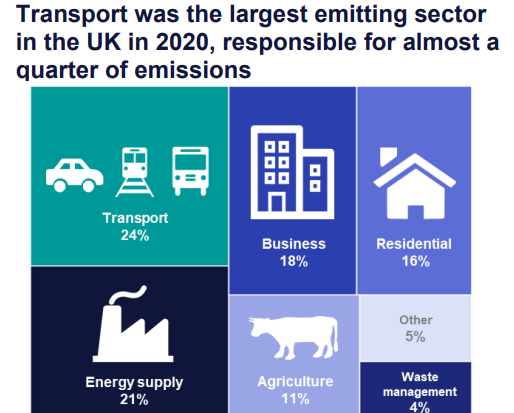 Transport was the largest emitting sector
in the UK in 2020, responsible for almost a
quarter of emissions
Transport
24%
Business
18%
Residential
16%
Energy supply
21%
Agriculture
11%
Other
5%
Waste
management
4%